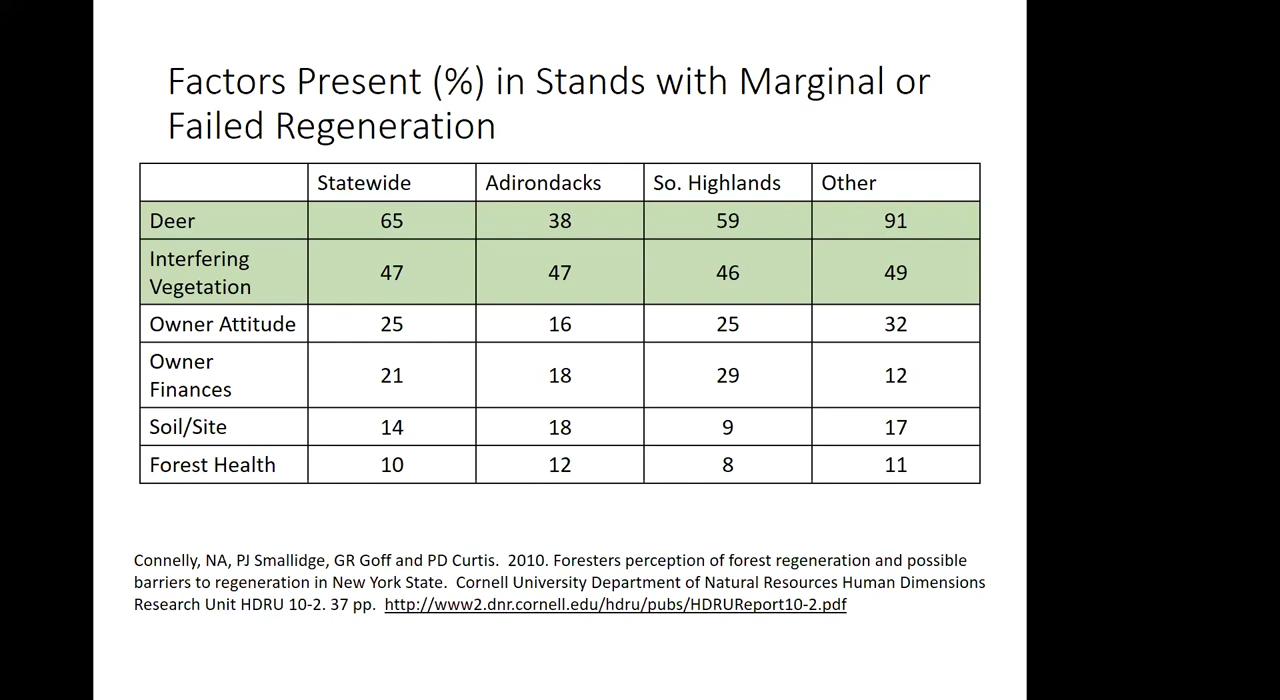 Factors Present (%) in Stands with Marginal or
Failed Regeneration
Statewide Adirondacks So. Highlands Other
Deer 65 38 59 91
Interfering
Vegetation 47 47 46 49
Owner Attitude 25 16 25 32
Owner
Finances 21 18 29 12
Soil/Site 14 18 9 17
Forest Health 10 12 8 11
Connelly, NA, PJ Smallidge, GR Goff and PD Curtis.  2010.  Foresters perception of forest regeneration and possible
barriers to regeneration in New York State.  Cornell University Department of Natural Resources Human Dimensions
Research Unit HDRU 10-2. 37 pp.  http://www2.dnr.cornell.edu/hdru/pubs/HDRUReport10-2.pdf